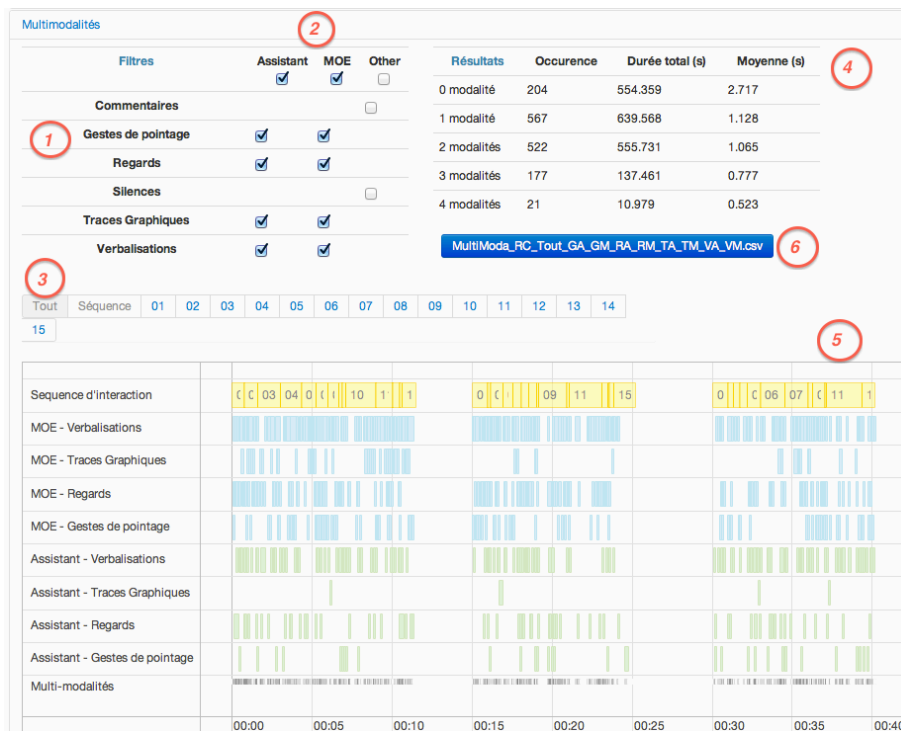 Multimodalités
2
Filtres Assistant MOE Other
Commentaires
1
Gestes de pointage
Regards
Silences
Traces Graphiques
Verbalisations
Résultats Occurence Durée total (s) Moyenne (s)
4
0 modalité 204 554.359 2.717
1 modalité 567 639.568 1.128
2 modalités 522 555.731 1.065
3 modalités 177 137.461 0.777
4 modalités 21 10.979 0.523
MultiModa_RC_Tout_GA_GM_RA_RM_TA_TM_VA_VM.csv
6
3
Tout Séquence 01 02 03 04 05 06 07 08 09 10 11 12 13 14
15
5
Sequence d'interaction 03 04 10 09 11 15 06 07 11
MOE - Verbalisations
MOE - Traces Graphiques
MOE - Regards
MOE - Gestes de pointage
Assistant - Verbalisations
Assistant - Traces Graphiques
Assistant - Regards
Assistant - Gestes de pointage
Multi-modalités
00:00 00:05 00:10 00:15 00:20 00:25 00:30 00:35 00:40